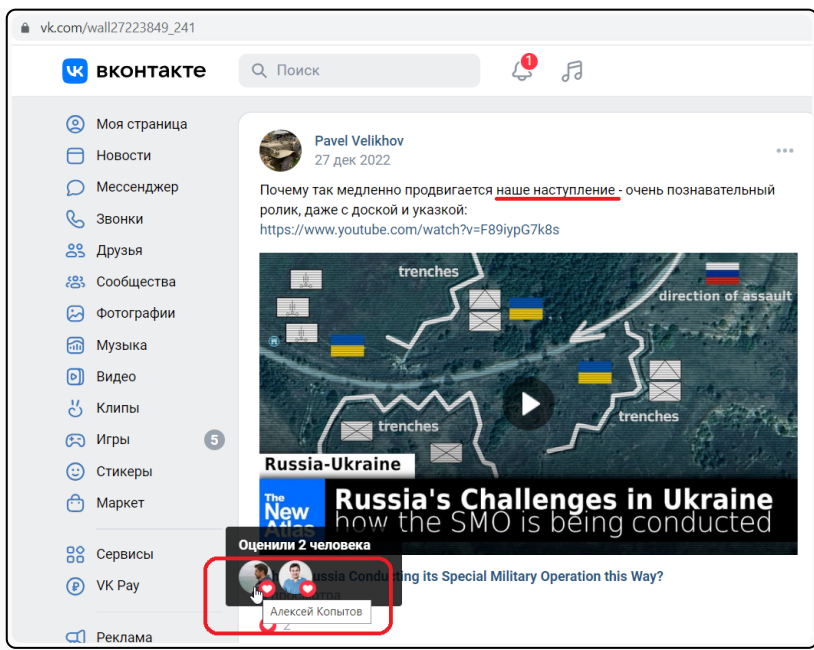 vk.com/wall27223849_241
вконтакте
Поиск
1
Моя страница
Новости
Мессенджер
Звонки
Друзья
Сообщества
Фотографии
Музыка
Видео
Клипы
Игры 5
Стикеры
Маркет
Сервисы
VK Pay
Реклама
Pavel Velikhov
27 дек 2022
Почему так медленно продвигается наше наступление - очень познавательный
ролик, даже с доской и указкой:
https://www.youtube.com/watch?v=F89iypG7k8s
trenches
direction of assault
trenches
trenches
Russia-Ukraine
The
New
Atlas
Russia's Challenges in Ukraine
how the SMO is being conducted
Оценили 2 человека
Russia Conducting its Special Military Operation this Way?
Алексей Копытов
2